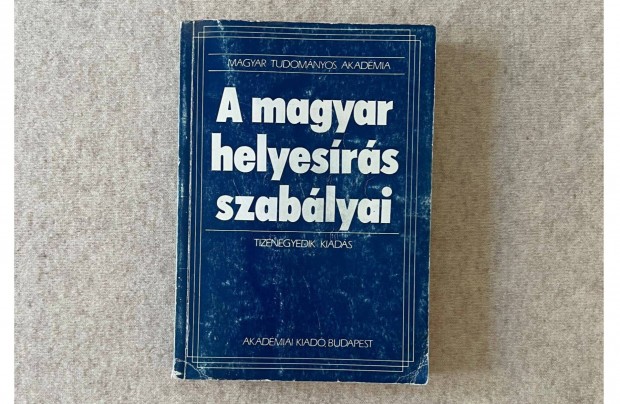 MAGYAR TUDOMÁNYOS AKADÉMIA
A magyar
helyesírás
szabályai
TIZENEGYEDIK KIADÁS
AKADÉMIAI KIADÓ, BUDAPEST